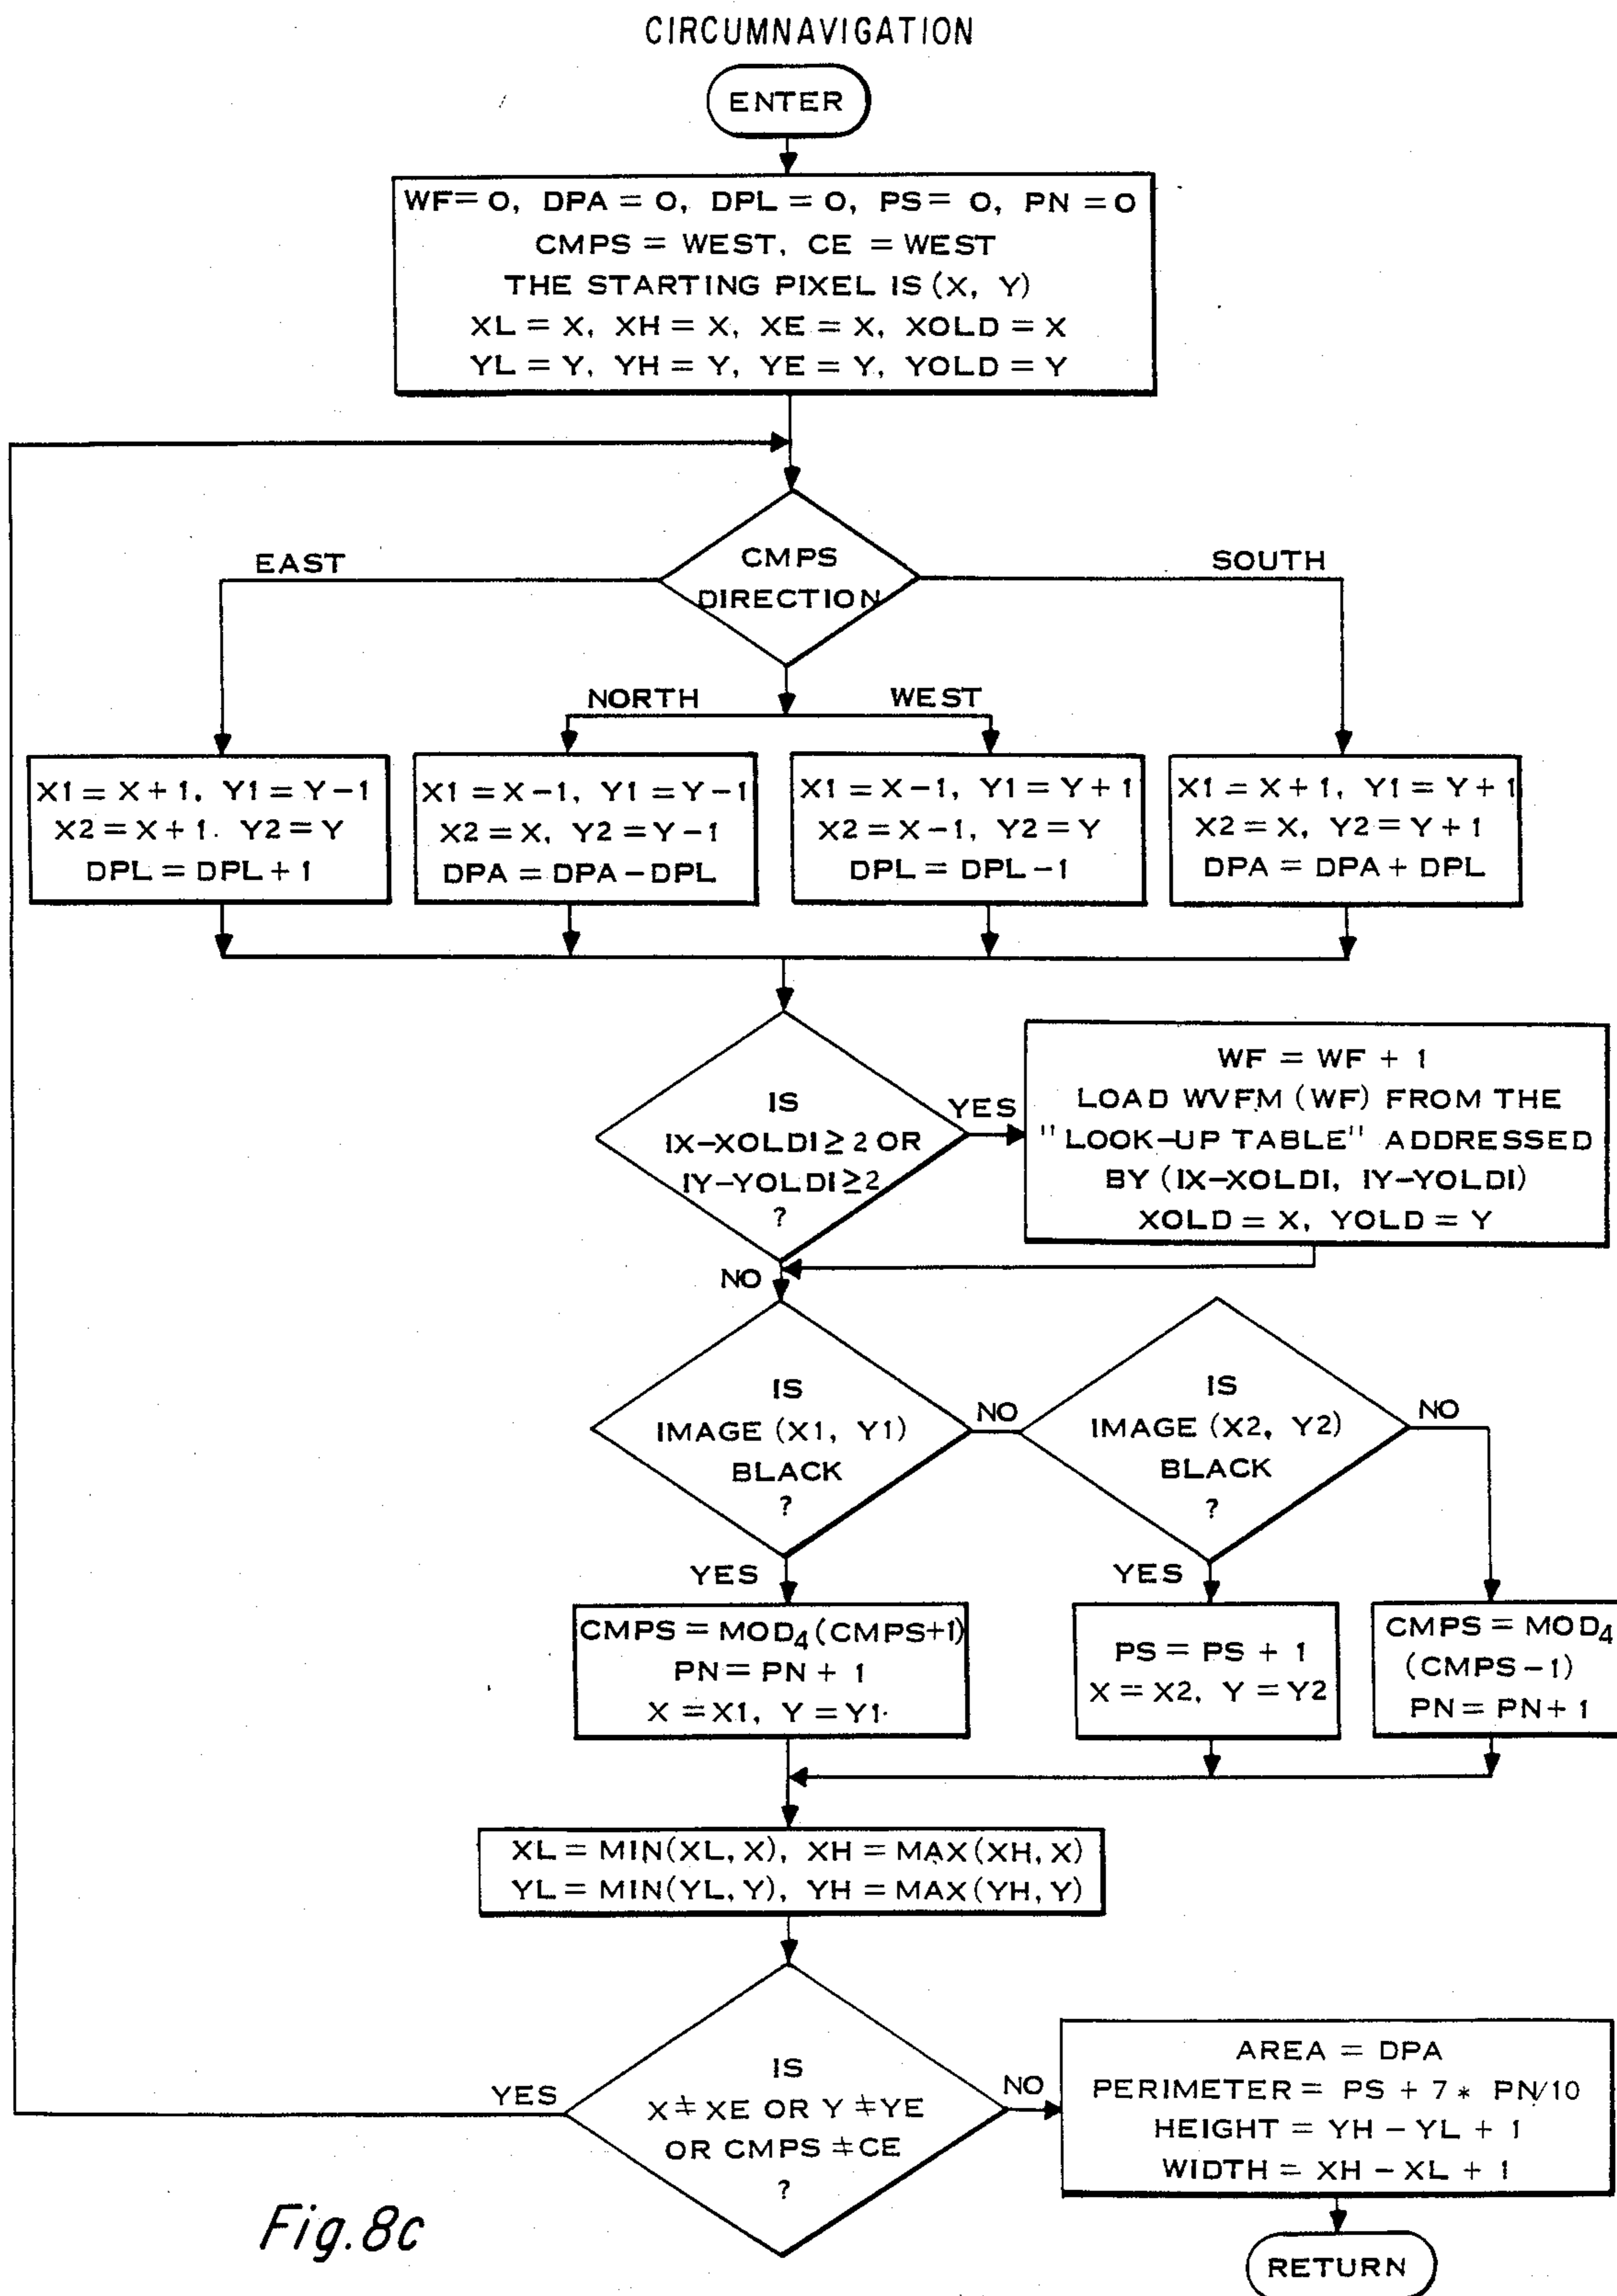 CIRCUMNAVIGATION
ENTER
WF= 0, DPA = 0, DPL = 0, PS= 0, PN =0
CMPS = WEST, CE = WEST
THE STARTING PIXEL IS (X, Y)
XL = X, XH = X, XE = X, XOLD = X
YL = Y, YH = Y, YE = Y, YOLD = Y
CMPS
DIRECTION
EAST
SOUTH
NORTH
WEST
X1 = X+1, Y1 = Y-1
X2 = X+1. Y2 = Y
DPL = DPL + 1
X1 = X-1, Y1 = Y-1
X2 = X, Y2 = Y-1
DPA = DPA - DPL
X1 = X-1, Y1 = Y+1
X2 = X-1, Y2 = Y
DPL = DPL -1
X1 = X+1, Y1 = Y+1
X2 = X, Y2 = Y+1
DPA = DPA + DPL
IS
IX-XOLDI ≥ 2 OR
IY-YOLDI ≥2
?
YES
WF = WF + 1
LOAD WVFM (WF) FROM THE
"LOOK-UP TABLE" ADDRESSED
BY (IX-XOLDI, IY-YOLDI)
XOLD = X, YOLD = Y
NO
IS
IMAGE (X1, Y1)
BLACK
?
NO
IS
IMAGE (X2, Y2)
BLACK
?
NO
YES
YES
CMPS = MOD₄(CMPS+1)
PN = PN + 1
X = X1, Y = Y1.
PS = PS + 1
X = X2, Y = Y2
CMPS = MOD₄
(CMPS -1)
PN = PN+ 1
XL = MIN(XL, X), XH = MAX(XH, X)
YL = MIN(YL, Y), YH = MAX(YH, Y)
IS
X ≠ XE OR Y ≠YE
OR CMPS ≠CE
?
YES
NO
AREA = DPA
PERIMETER = PS + 7 * PN/10
HEIGHT = YH - YL + 1
WIDTH = XH - XL + 1
RETURN
Fig.8c